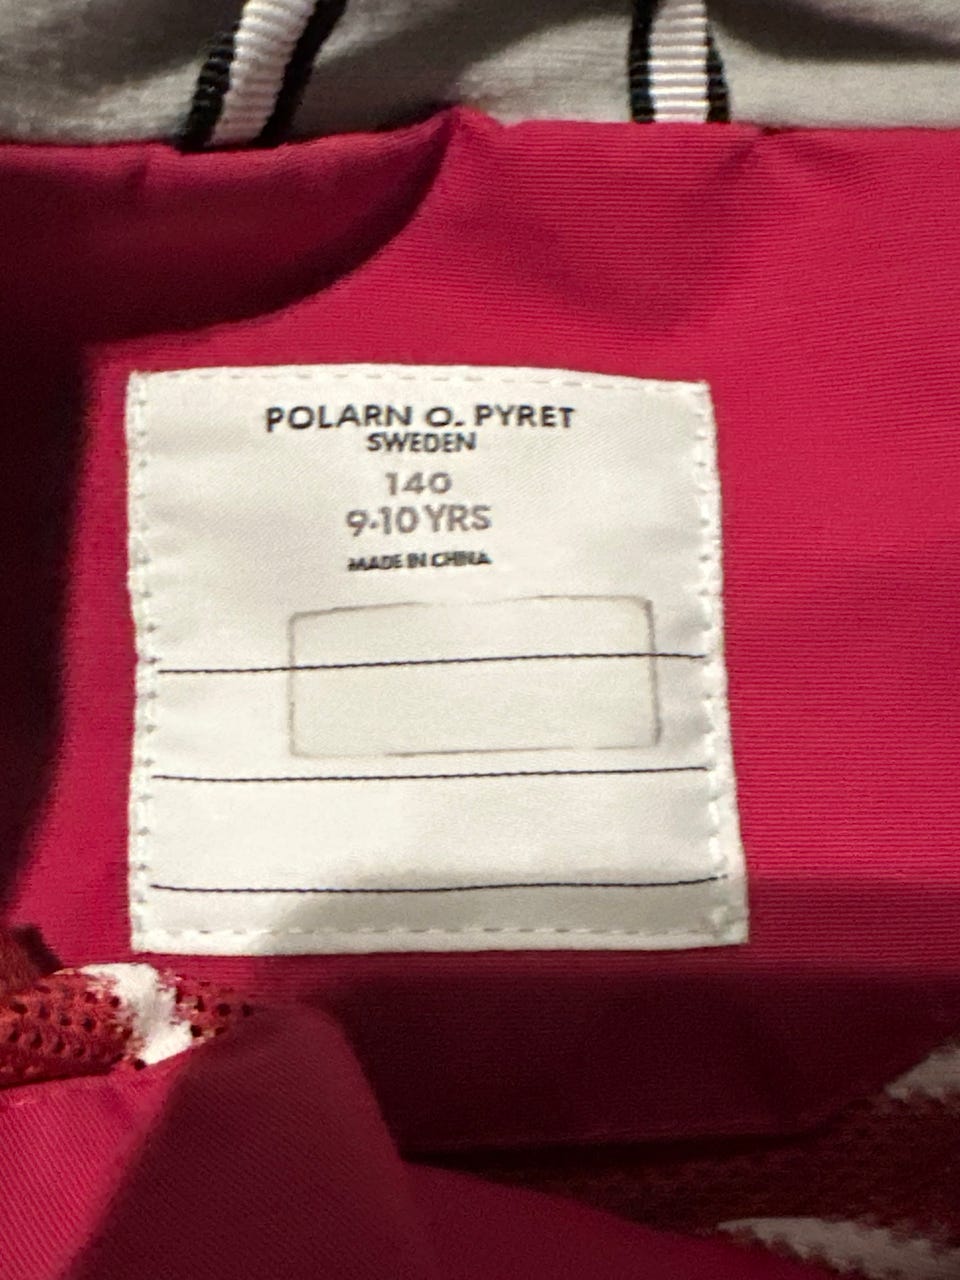 POLARN O. PYRET
SWEDEN
140
9-10 YRS
MADE IN CHINA